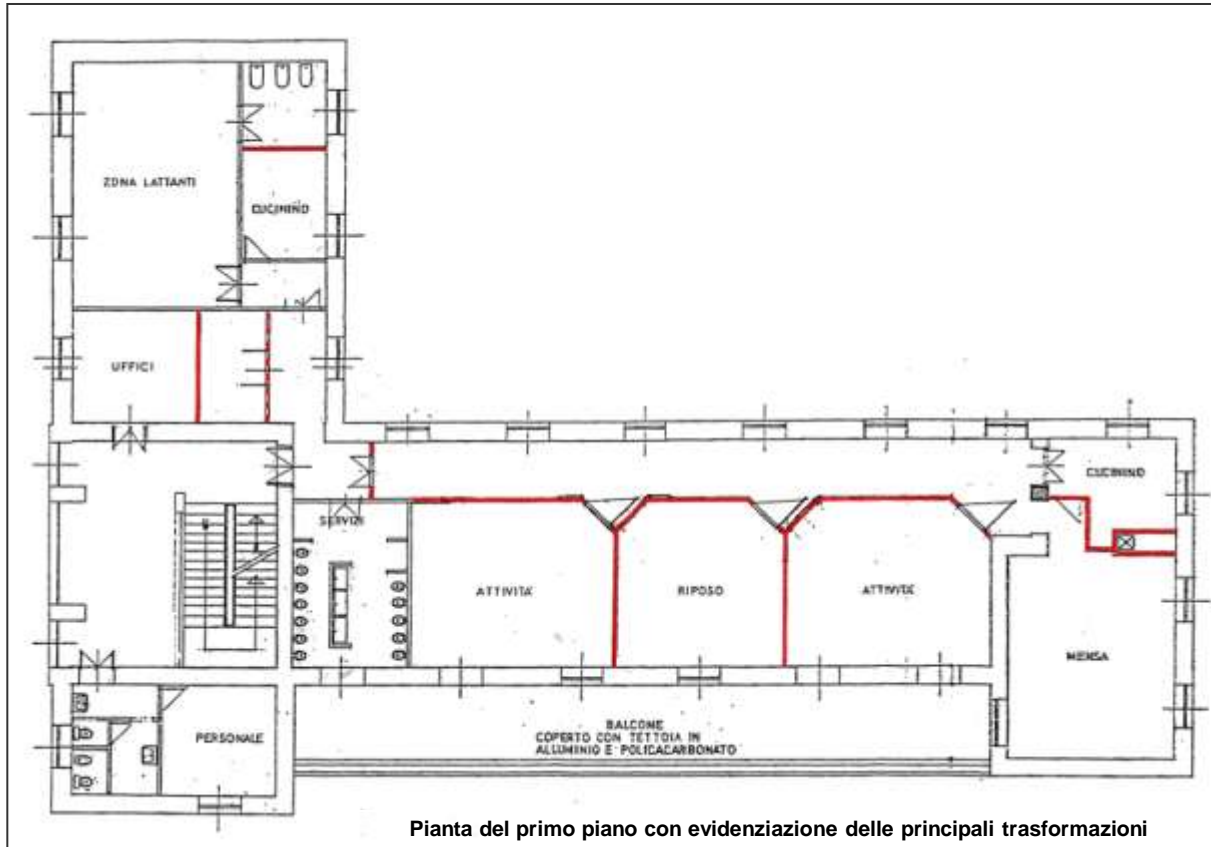 ZONA LATTANTI
CUCININO
UFFICI
CUCININO
SERVIZI
ATTIVITA'
RIPOSO
ATTIVITA'
MENSA
PERSONALE
BALCONE
COPERTO CON TETTOIA IN
ALLUMINIO E POLICACARBONATO
Pianta del primo piano con evidenziazione delle principali trasformazioni